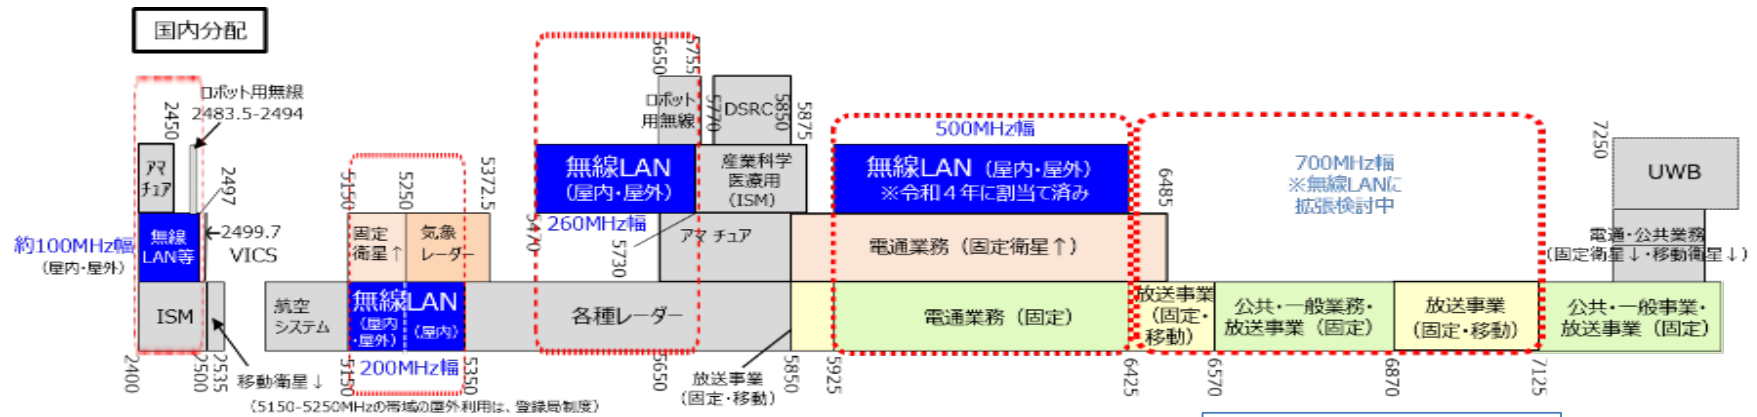 国内分配
ロボット用無線
2483.5-2494
2450
アマ
チュア
2497
2499.7
VICS
約100MHz幅
(屋内・屋外)
無線
LAN等
ISM
2400
2500
2535
移動衛星↓
航空
システム
5150
5250
5372.5
固定
衛星↑
気象
レーダー
無線LAN
(屋内
・屋外)
(屋内)
5150
200MHz幅
5350
(5150-5250MHzの帯域の屋外利用は、登録局制度)
5470
無線LAN
(屋内・屋外)
260MHz幅
5650
5755
ロボット
用無線
5770
DSRC
5850
5875
産業科学
医療用
(ISM)
5730
アマチュア
各種レーダー
5650
放送事業
(固定・移動)
5850
500MHz幅
無線LAN (屋内・屋外)
※令和4年に割当て済み
電通業務 (固定衛星↑)
6485
電通業務 (固定)
5925
6425
700MHz幅
※無線LANに
拡張検討中
放送事業
(固定・
移動)
6570
公共・一般業務・
放送事業 (固定)
6870
放送事業
(固定・移動)
7125
7250
UWB
電通・公共業務
(固定衛星↓・移動衛星↓)
公共・一般事業・
放送事業 (固定)